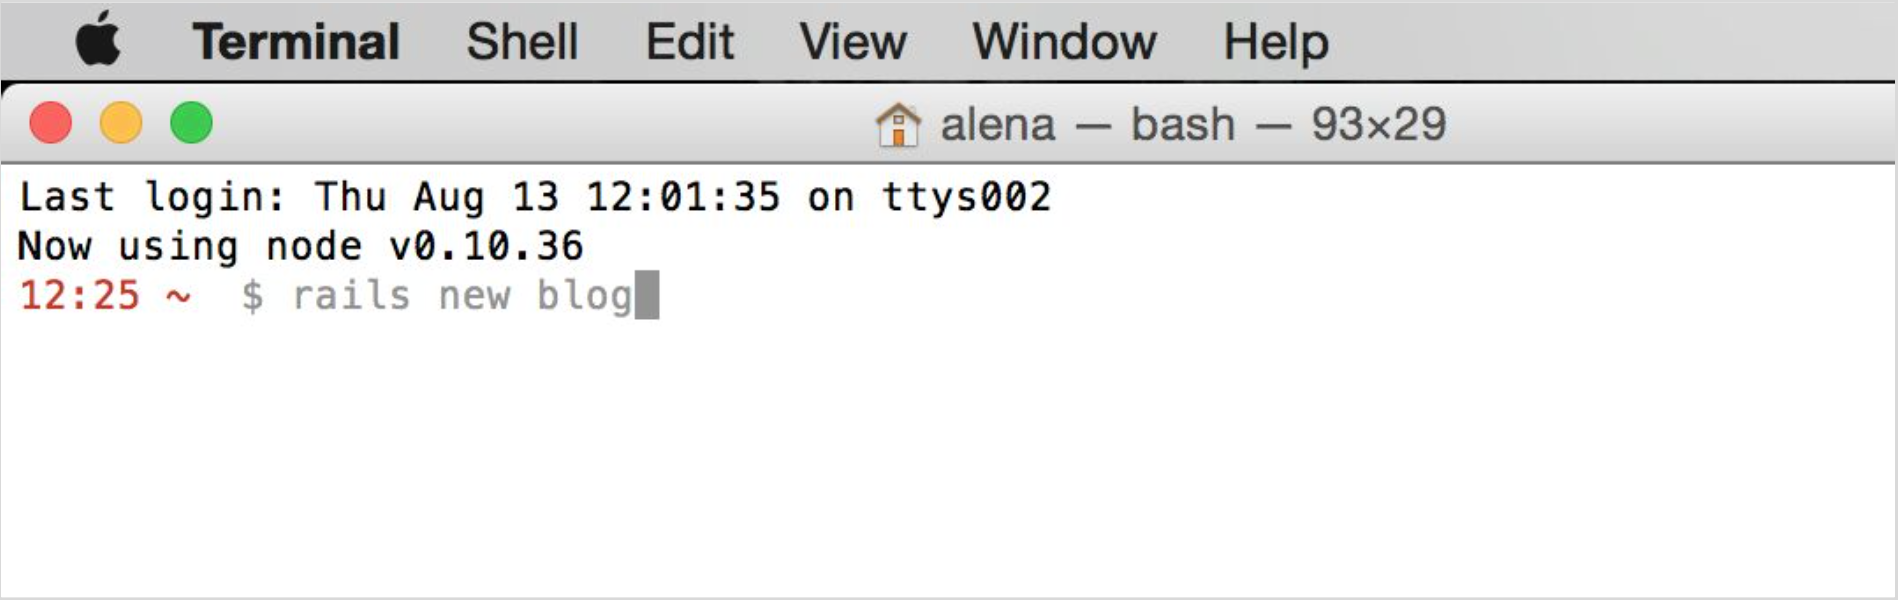 Terminal Shell Edit View Window Help
alena — bash — 93×29
Last login: Thu Aug 13 12:01:35 on ttys002
Now using node v0.10.36
12:25 ~  $ rails new blog